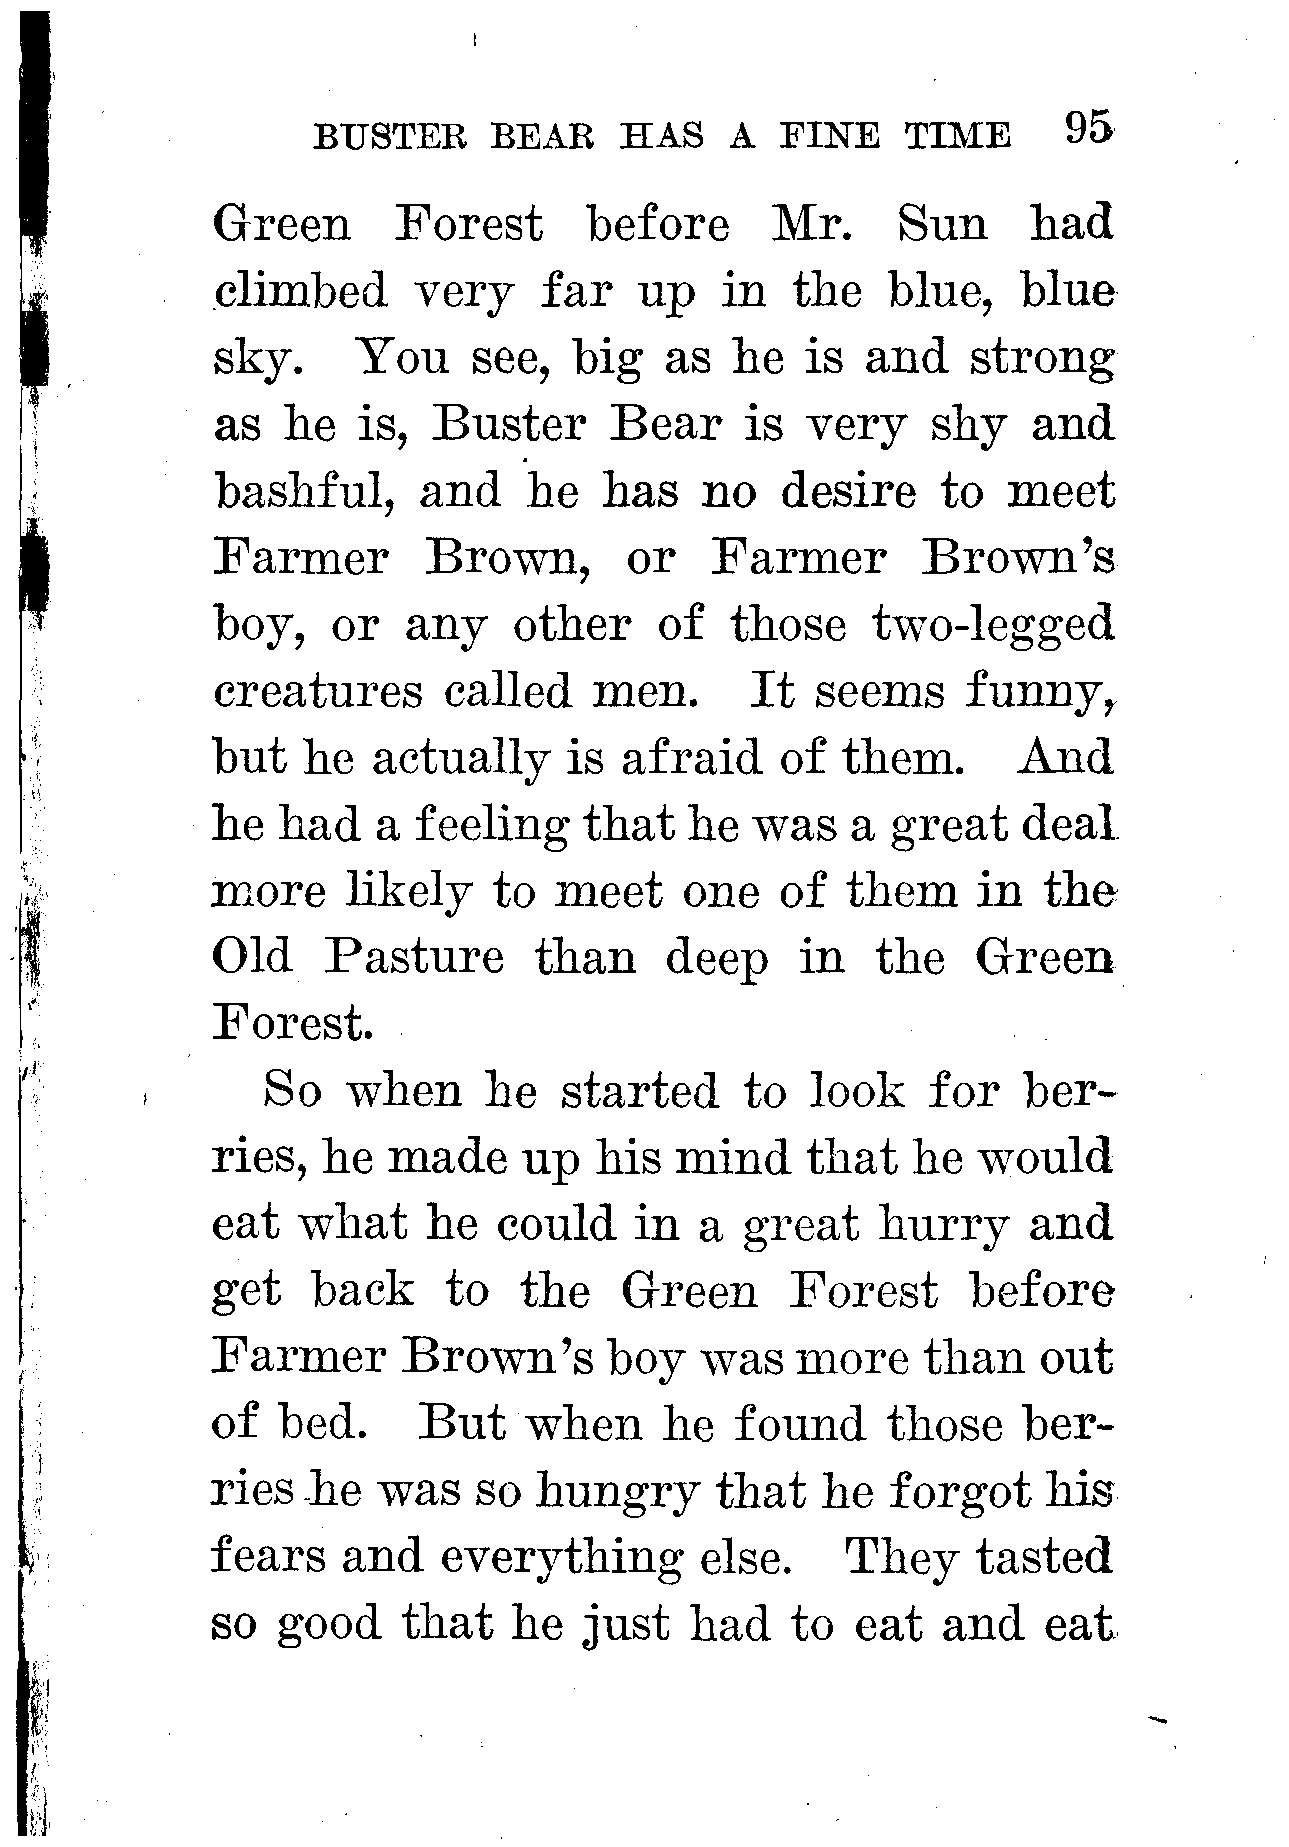 BUSTER BEAR HAS A FINE TIME 95
Green Forest before Mr. Sun had
climbed very far up in the blue, blue
sky. You see, big as he is and strong
as he is, Buster Bear is very shy and
bashful, and he has no desire to meet
Farmer Brown, or Farmer Brown's
boy, or any other of those two-legged
creatures called men. It seems funny,
but he actually is afraid of them. And
he had a feeling that he was a great deal
more likely to meet one of them in the
Old Pasture than deep in the Green
Forest.
So when he started to look for ber-
ries, he made up his mind that he would
eat what he could in a great hurry and
get back to the Green Forest before
Farmer Brown's boy was more than out
of bed. But when he found those ber-
ries he was so hungry that he forgot his
fears and everything else. They tasted
so good that he just had to eat and eat